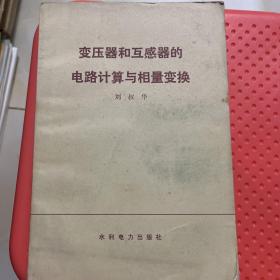 变压器和互感器的
电路计算与相量变换
刘叔华
水利电力出版社